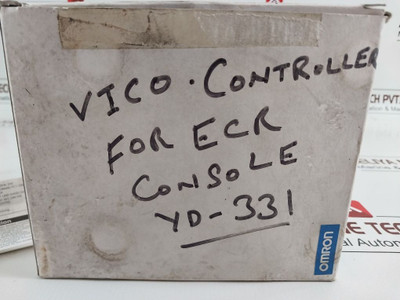 VICO. CONTROLLER
FOR ECR
CONSOLE
YD-331
OMRON